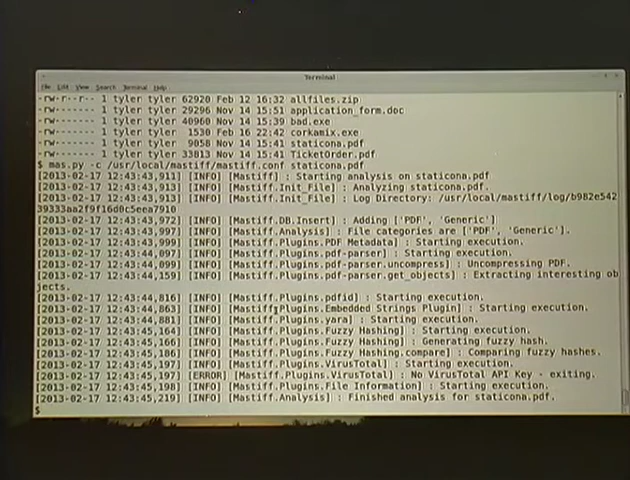 Terminal
File Edit View Search Terminal Help
-rw-r--r-- 1 tyler tyler 62920 Feb 12 16:32 allfiles.zip
-rw------- 1 tyler tyler 29296 Nov 14 15:51 application_form.doc
-rw------- 1 tyler tyler 40960 Nov 14 15:39 bad.exe
-rw------- 1 tyler tyler 1530 Feb 16 22:42 corkamix.exe
-rw------- 1 tyler tyler 9058 Nov 14 15:41 staticona.pdf
-rw------- 1 tyler tyler 33813 Nov 14 15:41 TicketOrder.pdf
$ mas.py -c /usr/local/mastiff/mastiff.conf staticona.pdf
[2013-02-17 12:43:43,911] [INFO] [Mastiff] : Starting analysis on staticona.pdf
[2013-02-17 12:43:43,913] [INFO] [Mastiff.Init_File] : Analyzing staticona.pdf.
[2013-02-17 12:43:43,913] [INFO] [Mastiff.Init_File] : Log Directory: /usr/local/mastiff/log/b982e542
39333aa2f9f16d0c5eea7910
[2013-02-17 12:43:43,972] [INFO] [Mastiff.DB.Insert] : Adding ['PDF', 'Generic']
[2013-02-17 12:43:43,997] [INFO] [Mastiff.Analysis] : File categories are ['PDF', 'Generic'].
[2013-02-17 12:43:43,999] [INFO] [Mastiff.Plugins.PDF Metadata] : Starting execution.
[2013-02-17 12:43:44,097] [INFO] [Mastiff.Plugins.pdf-parser] : Starting execution.
[2013-02-17 12:43:44,099] [INFO] [Mastiff.Plugins.pdf-parser.uncompress] : Uncompressing PDF.
[2013-02-17 12:43:44,159] [INFO] [Mastiff.Plugins.pdf-parser.get_objects] : Extracting interesting ob
jects.
[2013-02-17 12:43:44,816] [INFO] [Mastiff.Plugins.pdfid] : Starting execution.
[2013-02-17 12:43:44,863] [INFO] [Mastiff.Plugins.Embedded Strings Plugin] : Starting execution.
[2013-02-17 12:43:44,881] [INFO] [Mastiff.Plugins.yara] : Starting execution.
[2013-02-17 12:43:45,164] [INFO] [Mastiff.Plugins.Fuzzy Hashing] : Starting execution.
[2013-02-17 12:43:45,166] [INFO] [Mastiff.Plugins.Fuzzy Hashing] : Generating fuzzy hash.
[2013-02-17 12:43:45,186] [INFO] [Mastiff.Plugins.Fuzzy Hashing.compare] : Comparing fuzzy hashes.
[2013-02-17 12:43:45,197] [INFO] [Mastiff.Plugins.VirusTotal] : Starting execution.
[2013-02-17 12:43:45,197] [ERROR] [Mastiff.Plugins.VirusTotal] : No VirusTotal API Key - exiting.
[2013-02-17 12:43:45,198] [INFO] [Mastiff.Plugins.File Information] : Starting execution.
[2013-02-17 12:43:45,219] [INFO] [Mastiff.Analysis] : Finished analysis for staticona.pdf.
$